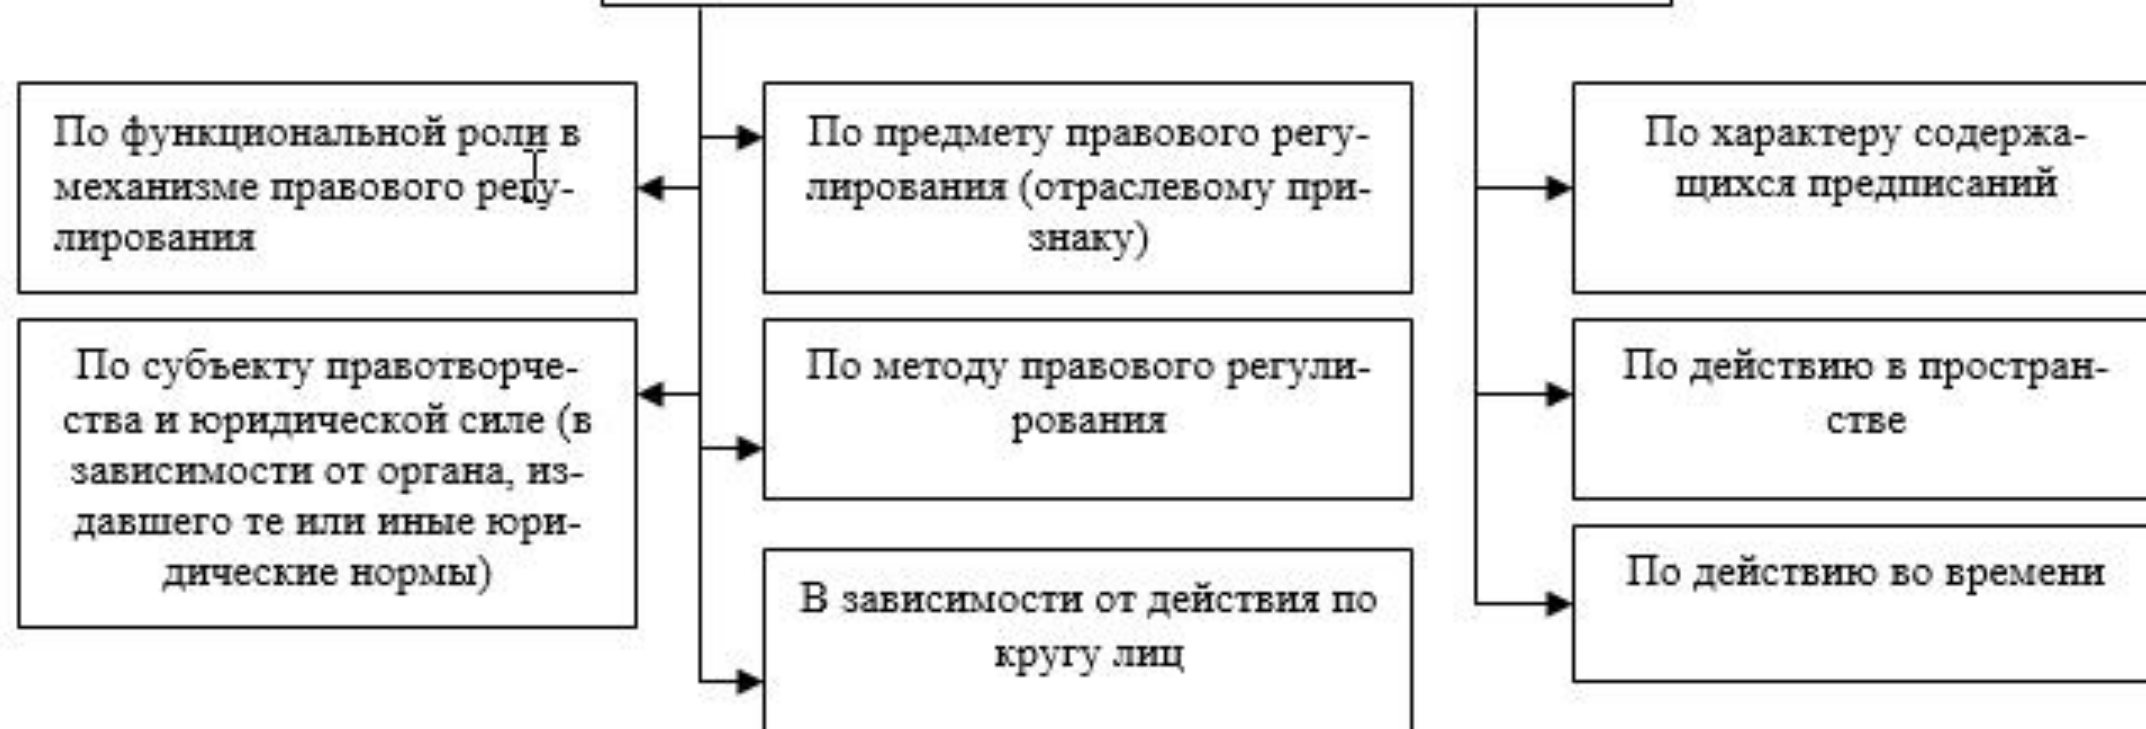 По функциональной роли в
механизме правового регу-
лирования
По предмету правового регу-
лирования (отраслевому при-
знаку)
По характеру содержа-
щихся предписаний
По субъекту правотворче-
ства и юридической силе (в
зависимости от органа, из-
давшего те или иные юри-
дические нормы)
По методу правового регули-
рования
По действию в простран-
стве
В зависимости от действия по
кругу лиц
По действию во времени